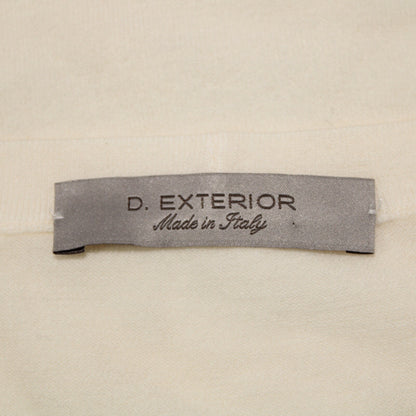 D. EXTERIOR
Made in Italy